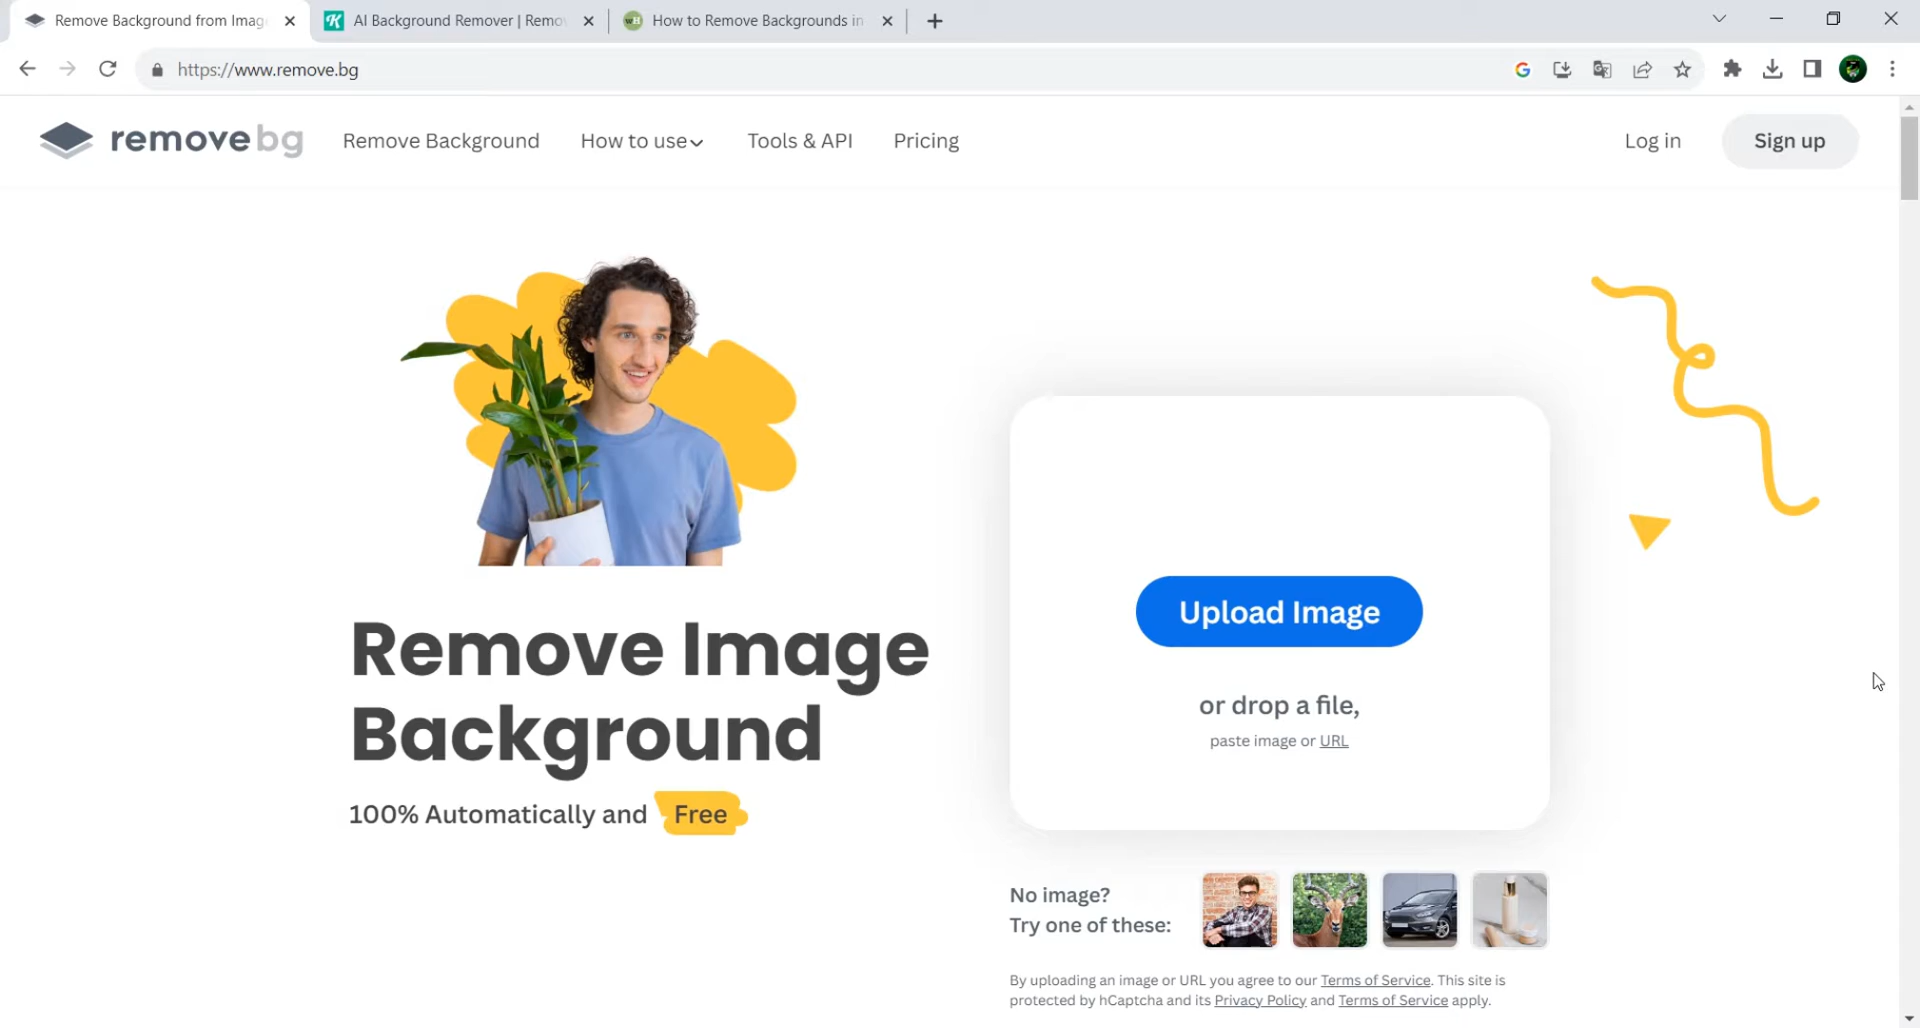 Remove Background from Imag
AI Background Remover | Remo
How to Remove Backgrounds in
https://www.remove.bg
removebg
Remove Background
How to use
Tools & API
Pricing
Log in
Sign up
Remove Image
Background
100% Automatically and Free
Upload Image
or drop a file,
paste image or URL
No image?
Try one of these:
By uploading an image or URL you agree to our Terms of Service. This site is
protected by hCaptcha and its Privacy Policy and Terms of Service apply.